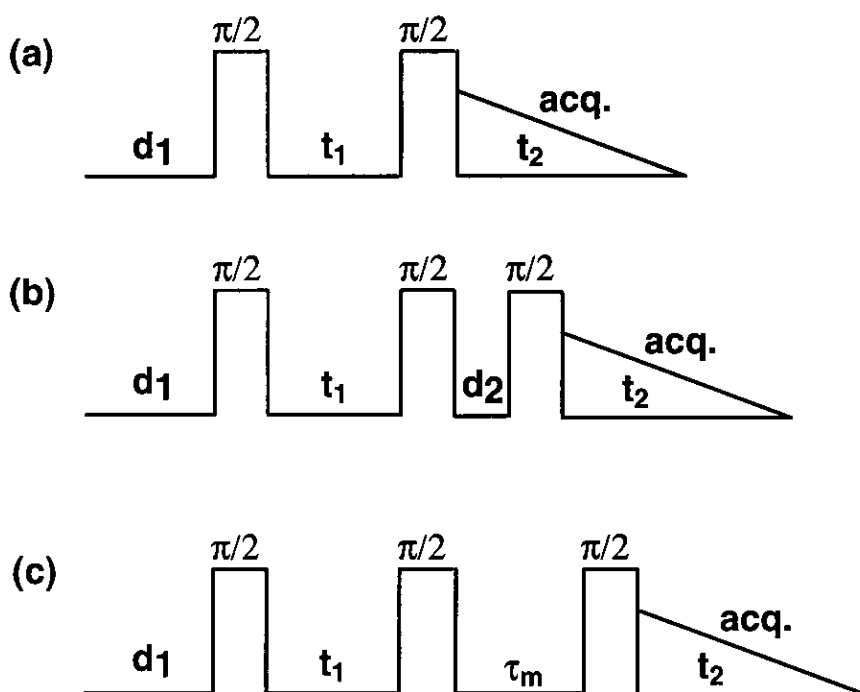 (a) π/2 π/2
d1 t₁ acq. t₂
(b) π/2 π/2 π/2
d1 t₁ d2 acq. t₂
(c) π/2 π/2 π/2
d1 t₁ τₘ acq. t₂